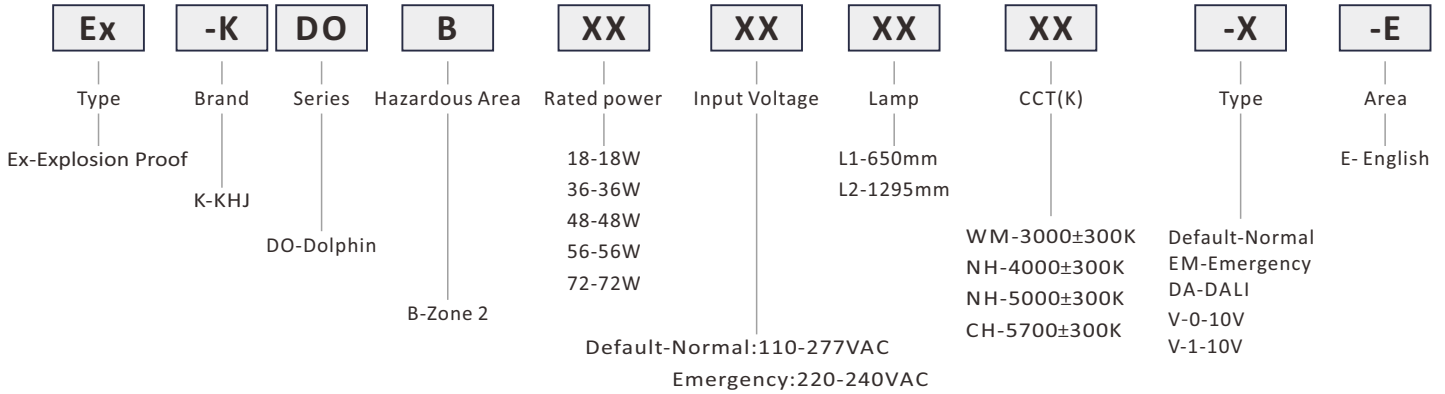 Ex -K DO B XX XX XX XX -X -E
Type Brand Series Hazardous Area Rated power Input Voltage Lamp CCT(K) Type Area
Ex-Explosion Proof
K-KHJ
DO-Dolphin
B-Zone 2
18-18W
36-36W
48-48W
56-56W
72-72W
Default-Normal:110-277VAC
Emergency:220-240VAC
L1-650mm
L2-1295mm
WM-3000±300K
NH-4000±300K
NH-5000±300K
CH-5700±300K
Default-Normal
EM-Emergency
DA-DALI
V-0-10V
V-1-10V
E- English